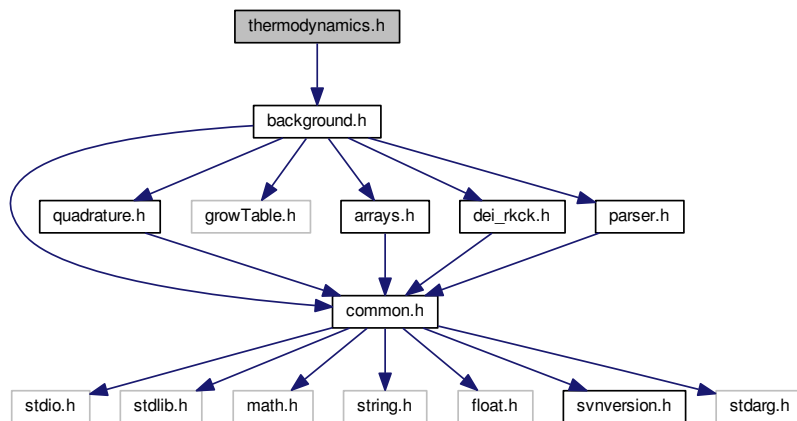 thermodynamics.h
background.h
quadrature.h
growTable.h
arrays.h
dei_rkck.h
parser.h
common.h
stdio.h
stdlib.h
math.h
string.h
float.h
svnversion.h
stdarg.h